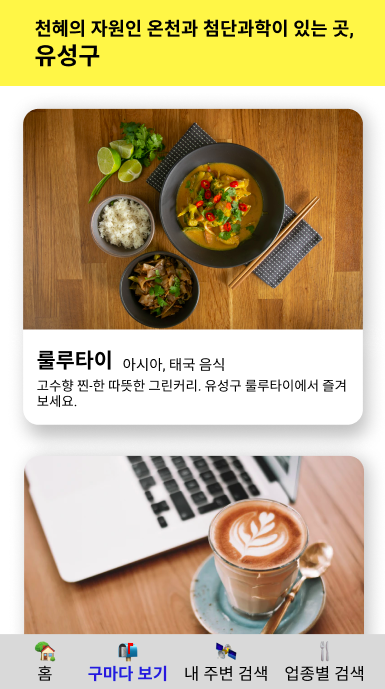 천혜의 자원인 온천과 첨단과학이 있는 곳,
유성구
룰루타이 아시아, 태국 음식
고수향 찐-한 따뜻한 그린커리. 유성구 룰루타이에서 즐겨
보세요.
홈 구마다 보기 내 주변 검색 업종별 검색